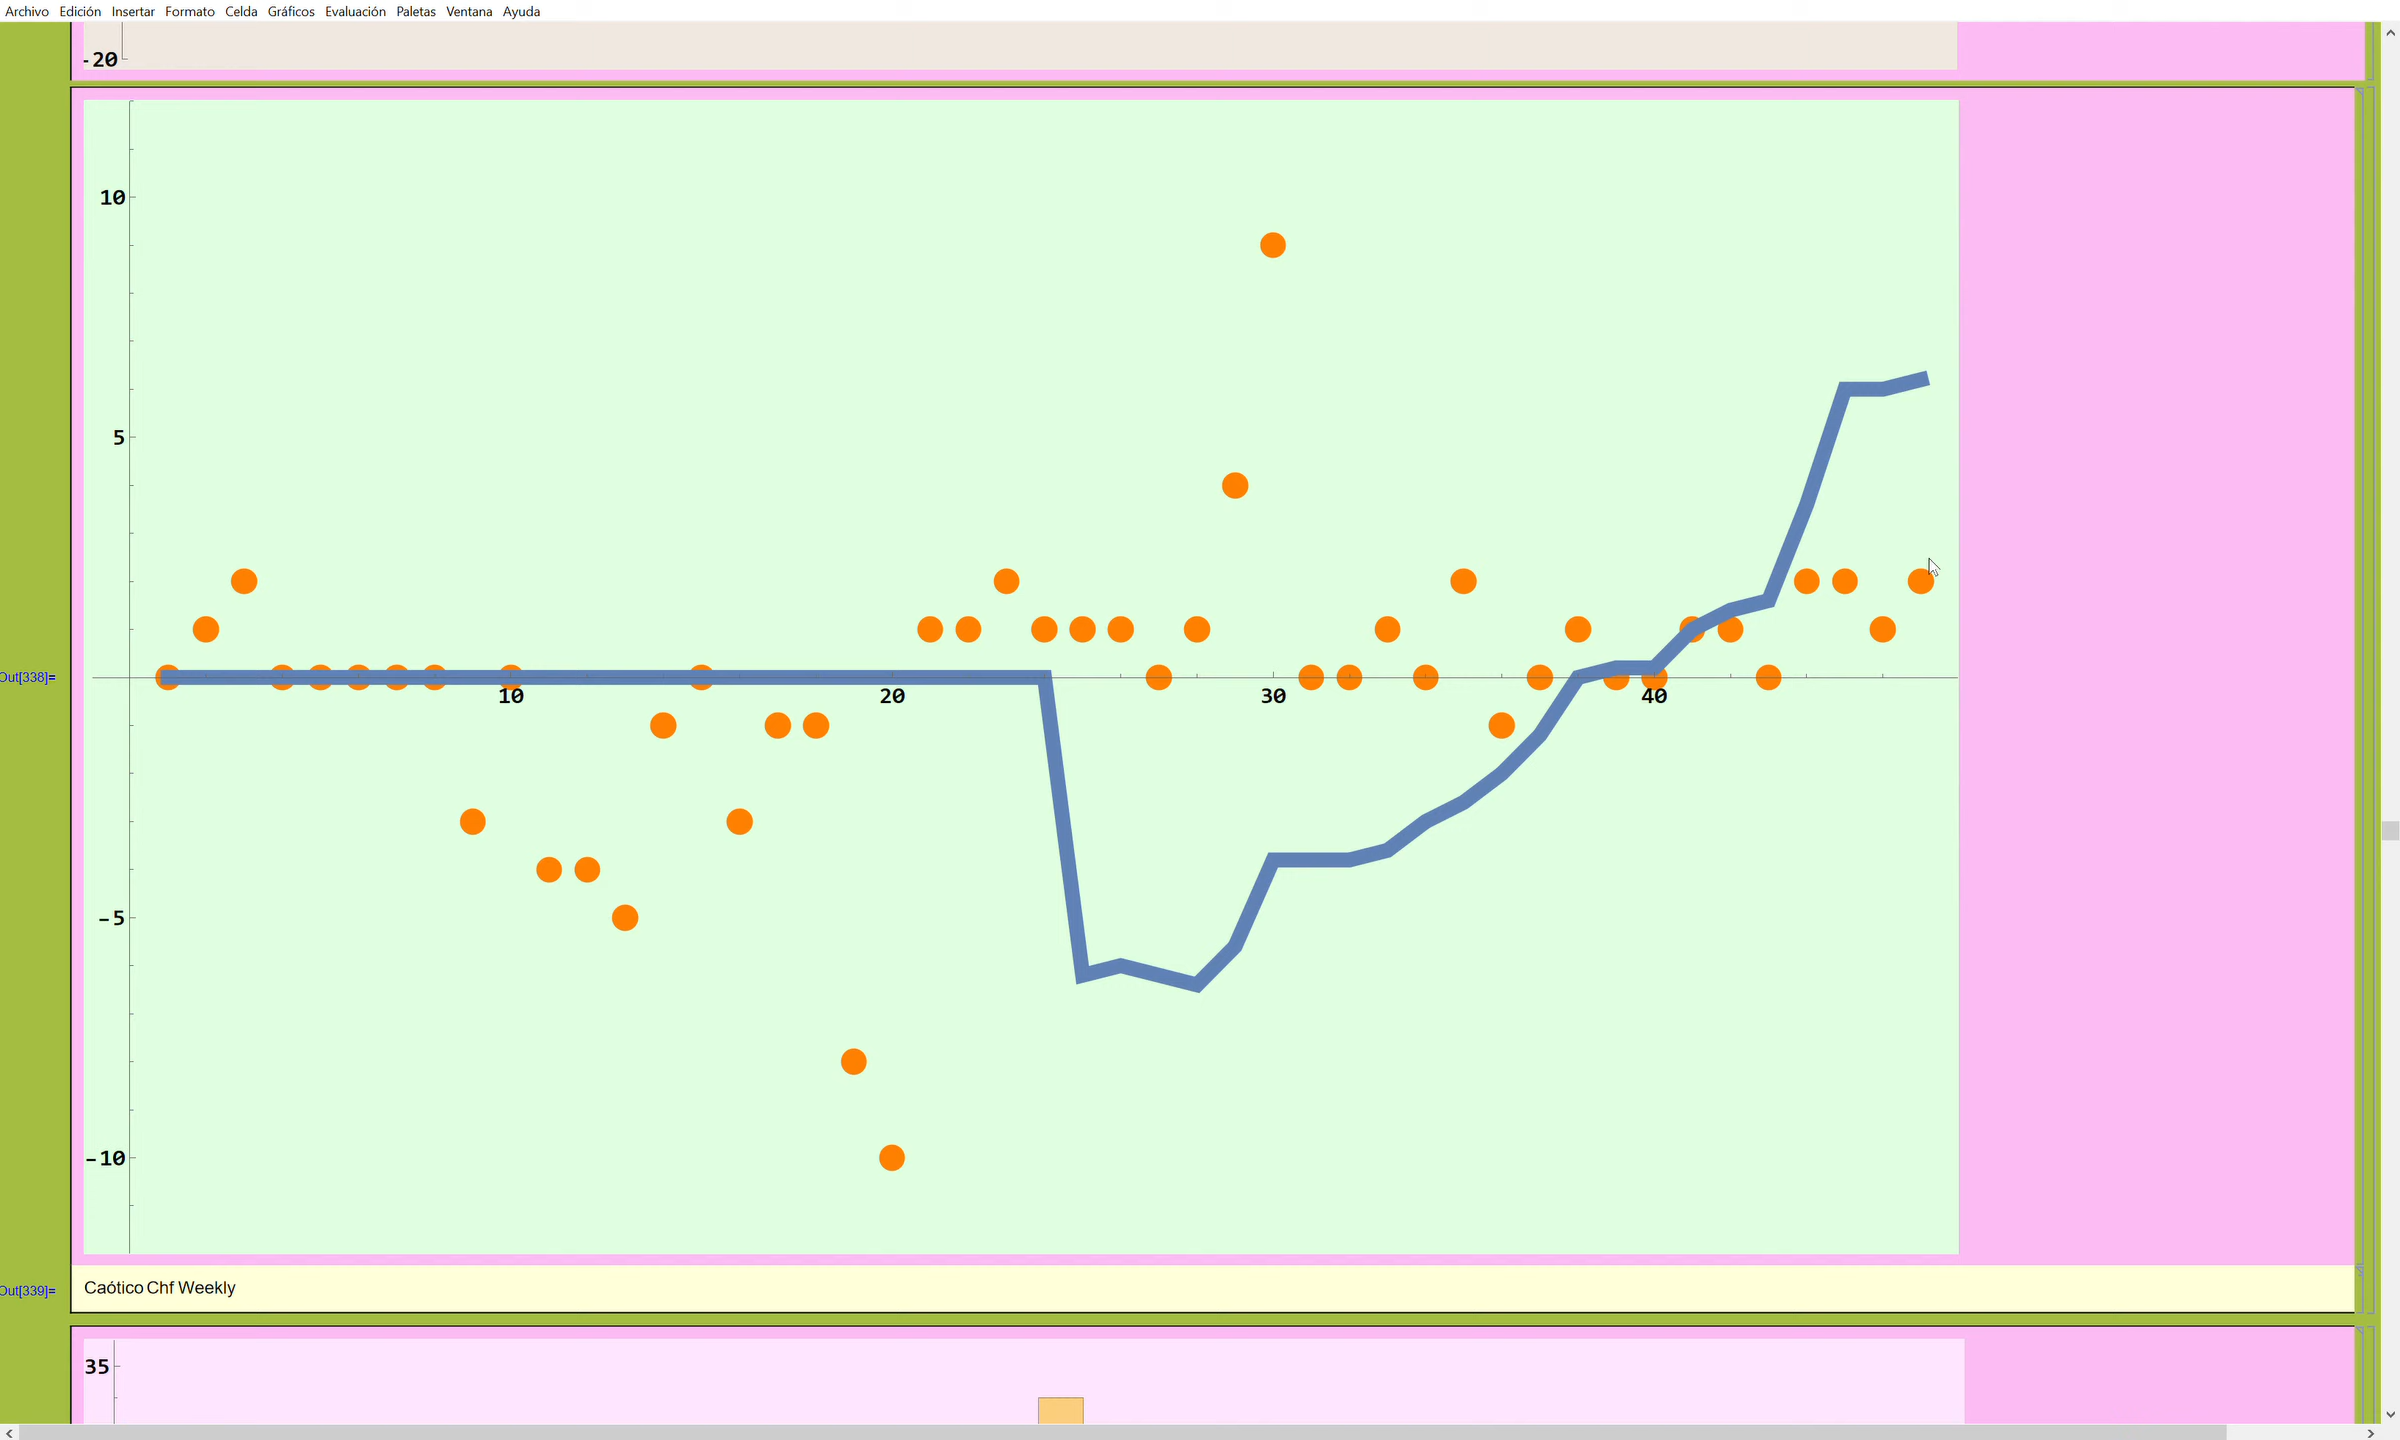 Archivo Edición Insertar Formato Celda Gráficos Evaluación Paletas Ventana Ayuda
-20
10
5
Out[338]=
10 20 30 40
-5
-10
Out[339]= Caótico Chf Weekly
35